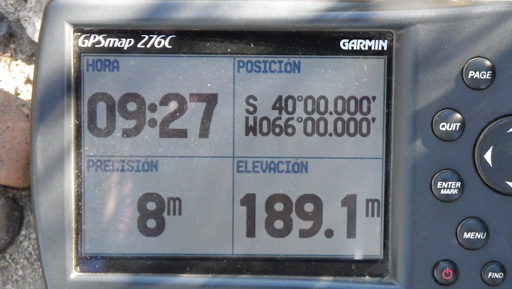 GPSmap 276C GARMIN
HORA POSICIÓN
09:27 S 40°00.000'
W066°00.000'
PRECISIÓN ELEVACIÓN
8m 189.1m
PAGE
QUIT
ENTER
MARK
MENU
FIND